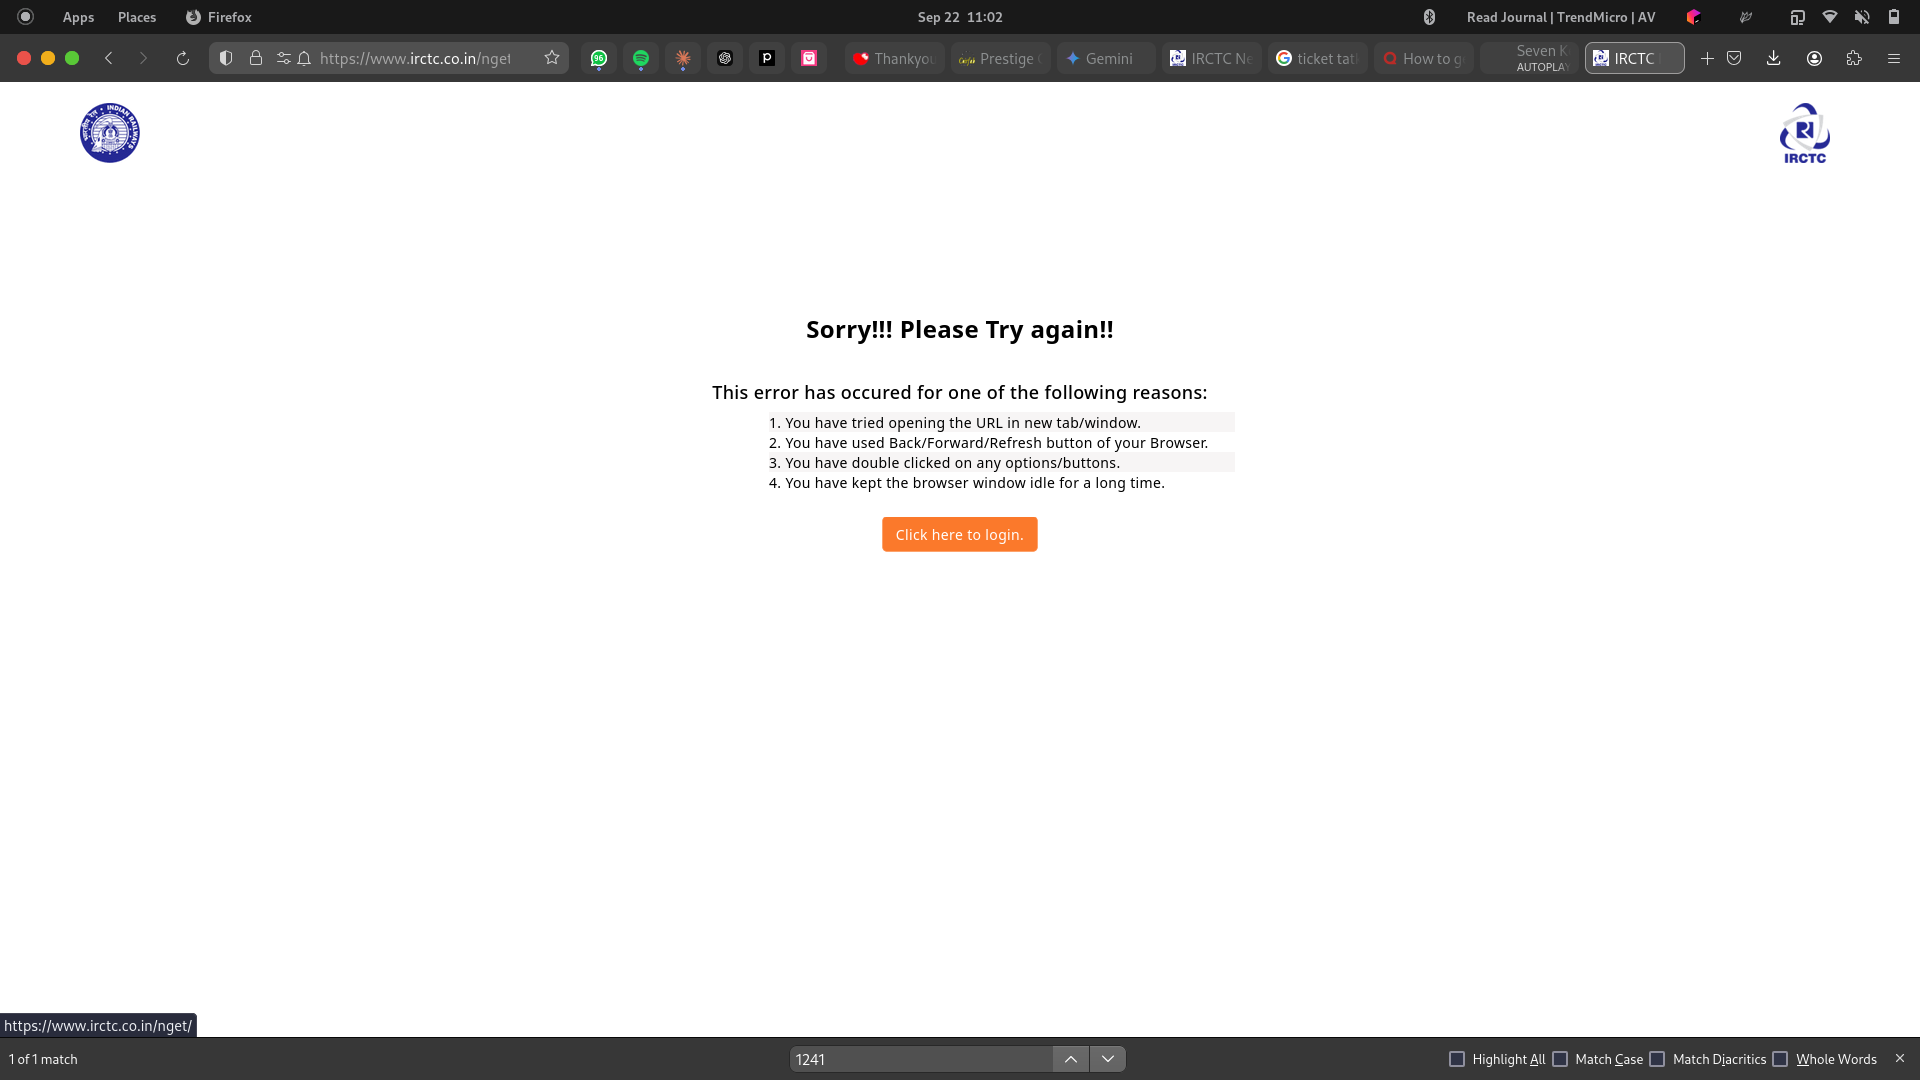 Apps Places Firefox Sep 22 11:02 Read Journal | TrendMicro | AV
https://www.irctc.co.in/nget 96 Thankyou Prestige Gemini IRCTC Ne ticket tat How to g Seven K IRCTC
AUTOPLA
INDIAN RAILWAYS
IRCTC
Sorry!!! Please Try again!!
This error has occured for one of the following reasons:
1. You have tried opening the URL in new tab/window.
2. You have used Back/Forward/Refresh button of your Browser.
3. You have double clicked on any options/buttons.
4. You have kept the browser window idle for a long time.
Click here to login.
https://www.irctc.co.in/nget/
1 of 1 match 1241 Highlight All Match Case Match Diacritics Whole Words